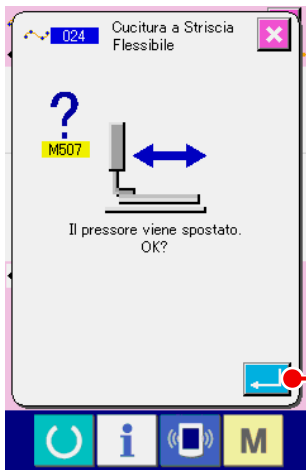 024
Cucitura a Striscia
Flessibile
?
M507
Il pressore viene spostato.
OK?
i
M